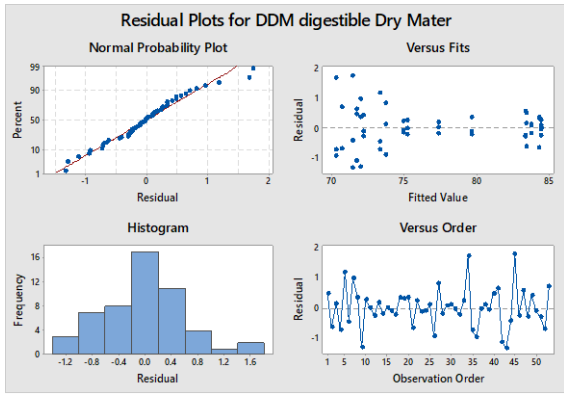 Residual Plots for DDM digestible Dry Mater
Normal Probability Plot
99
90
50
10
1
Percent
-1 0 1 2
Residual
Versus Fits
2
1
0
-1
Residual
70 75 80 85
Fitted Value
Histogram
16
12
8
4
0
Frequency
-1.2 -0.8 -0.4 0.0 0.4 0.8 1.2 1.6
Residual
Versus Order
2
1
0
-1
Residual
1 5 10 15 20 25 30 35 40 45 50
Observation Order